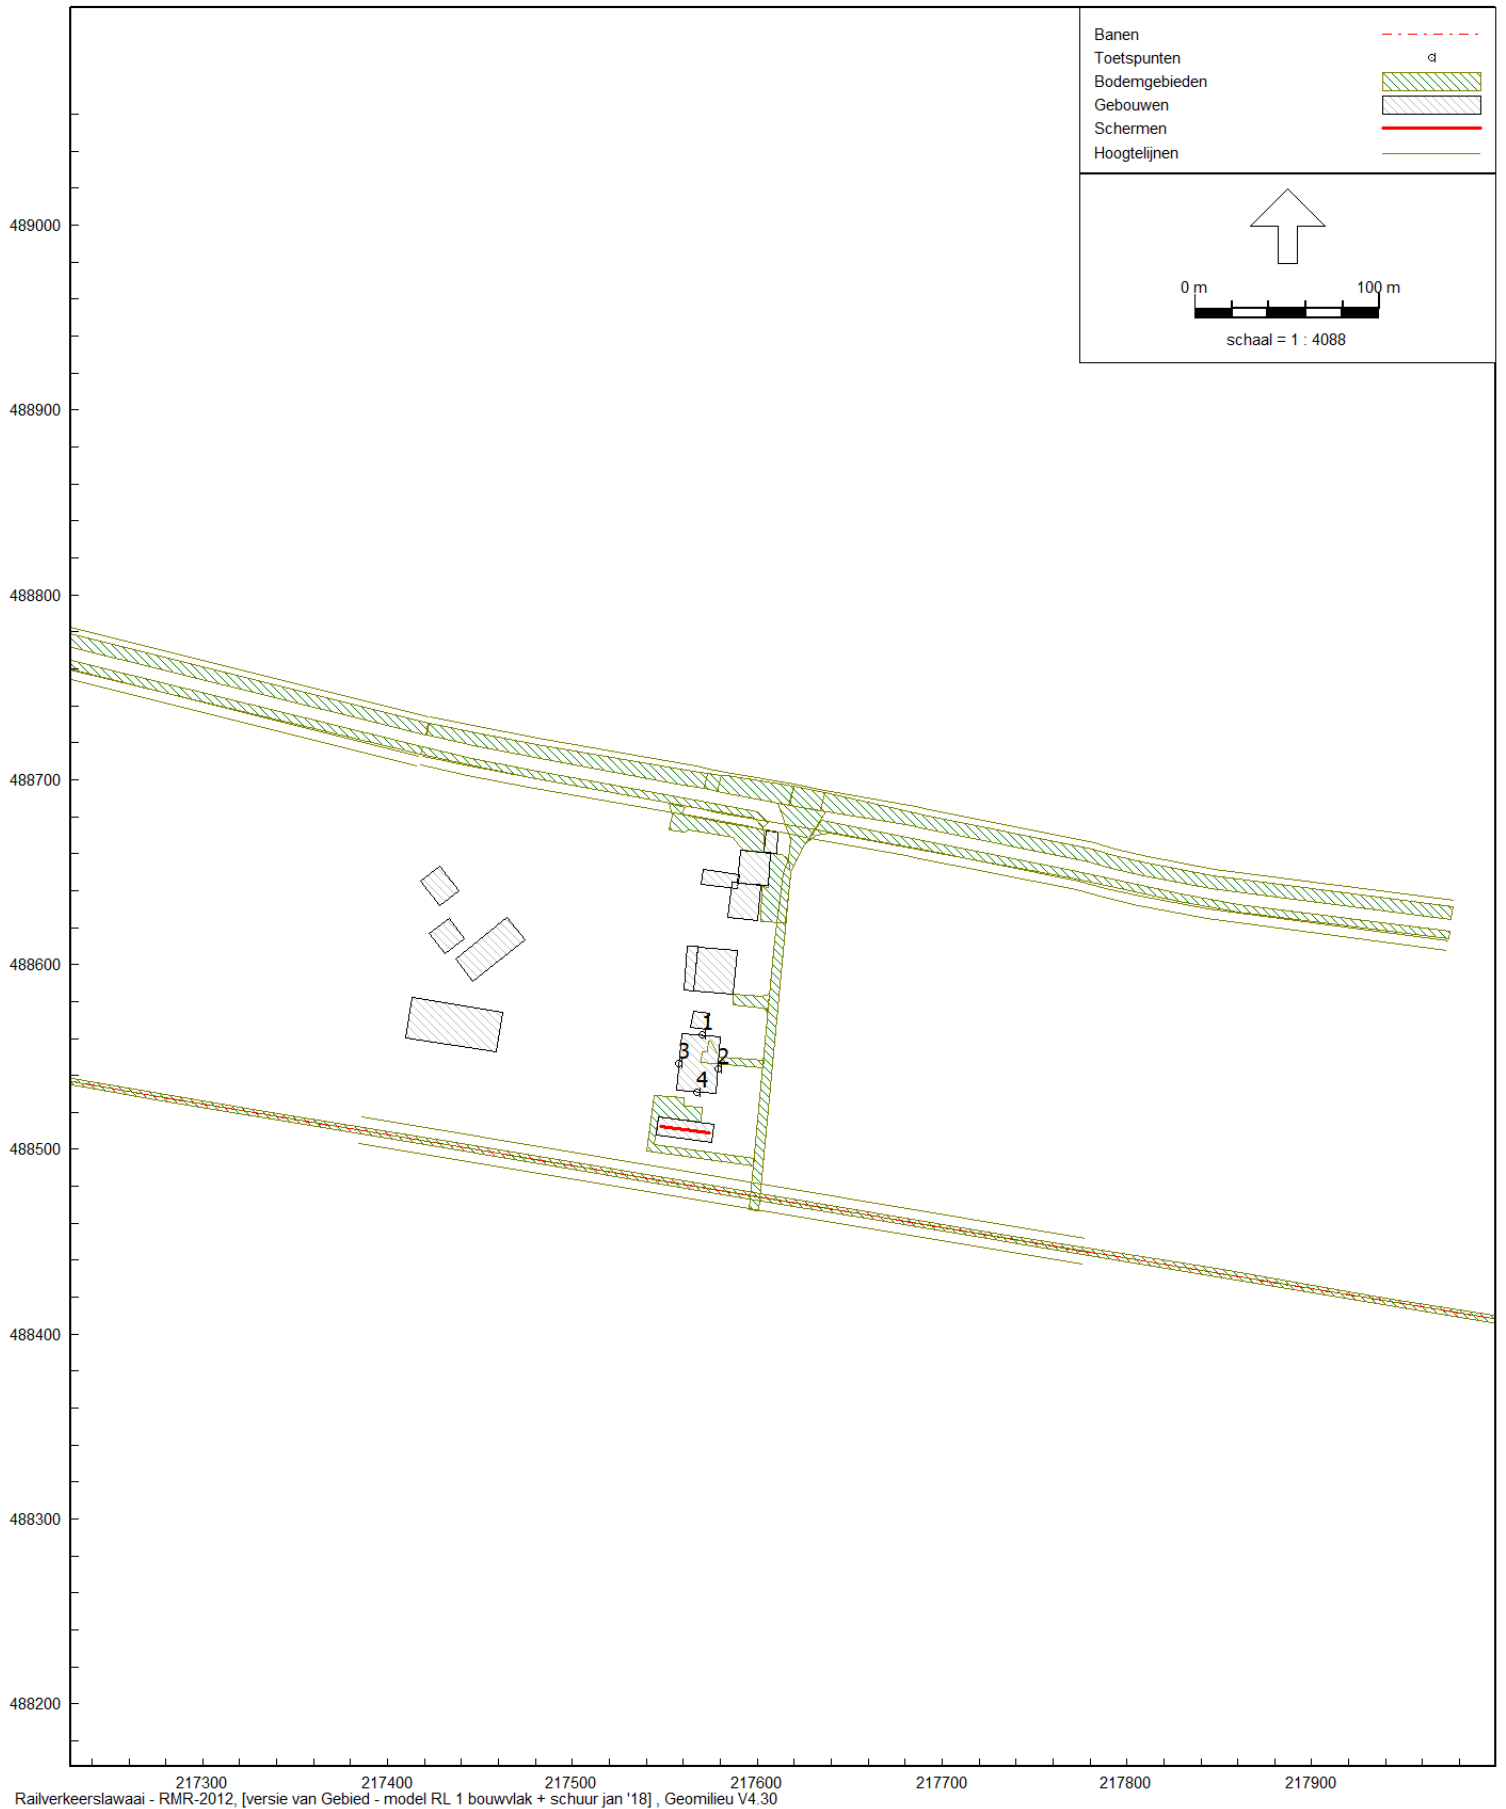 Banen
Toetspunten
Bodemgebieden
Gebouwen
Schermen
Hoogtelijnen
0 m 100 m
schaal = 1 : 4088
489000
488900
488800
488700
488600
1
3 2
4
488500
488400
488300
488200
217300 217400 217500 217600 217700 217800 217900
Railverkeerslawaai - RMR-2012, [versie van Gebied - model RL 1 bouwvlak + schuur jan '18] , Geomilieu V4.30